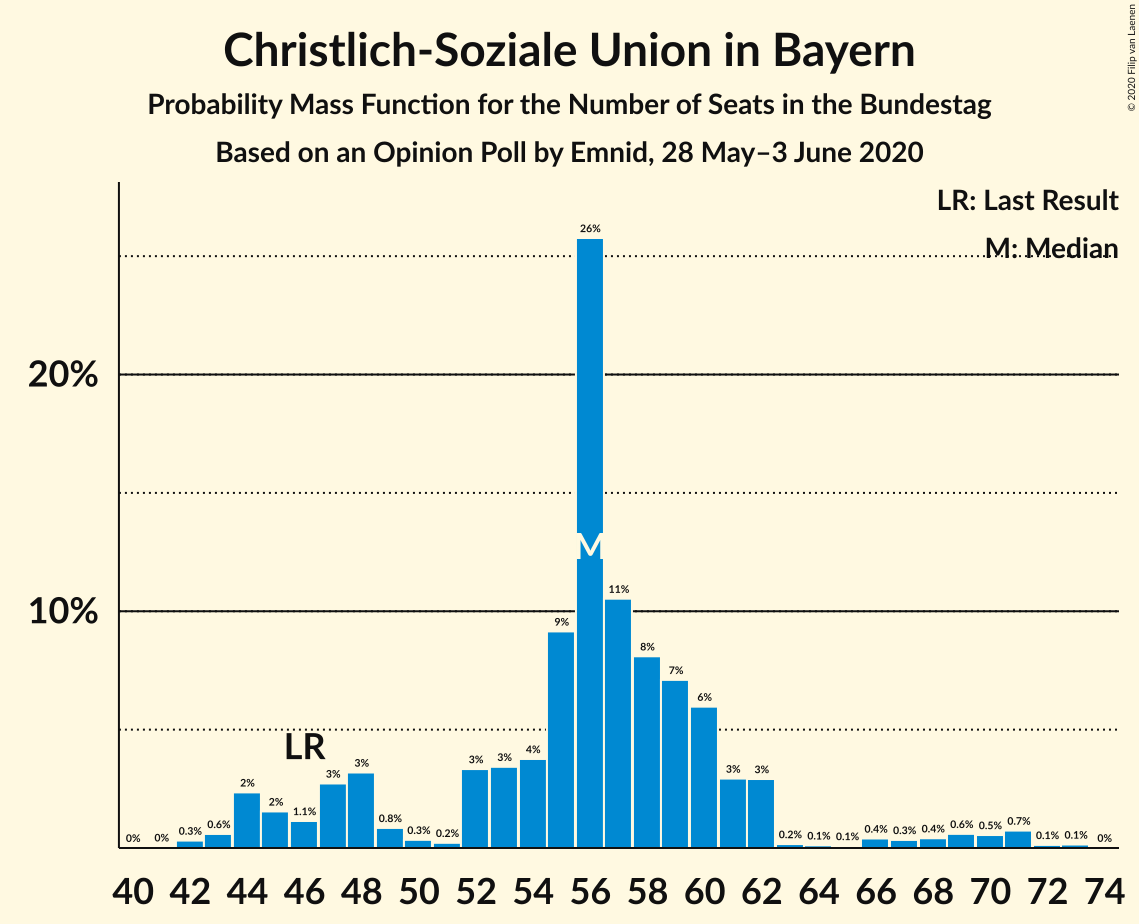 Christlich-Soziale Union in Bayern
Probability Mass Function for the Number of Seats in the Bundestag
Based on an Opinion Poll by Emnid, 28 May–3 June 2020
© 2020 Filip van Laenen
LR: Last Result
M: Median
20%
10%
LR
M
0% 0% 0.3% 0.6% 2% 2% 1.1% 3% 3% 0.8% 0.3% 0.2% 3% 3% 4% 9% 26% 11% 8% 7% 6% 3% 3% 0.2% 0.1% 0.1% 0.4% 0.3% 0.4% 0.6% 0.5% 0.7% 0.1% 0.1% 0%
40 42 44 46 48 50 52 54 56 58 60 62 64 66 68 70 72 74